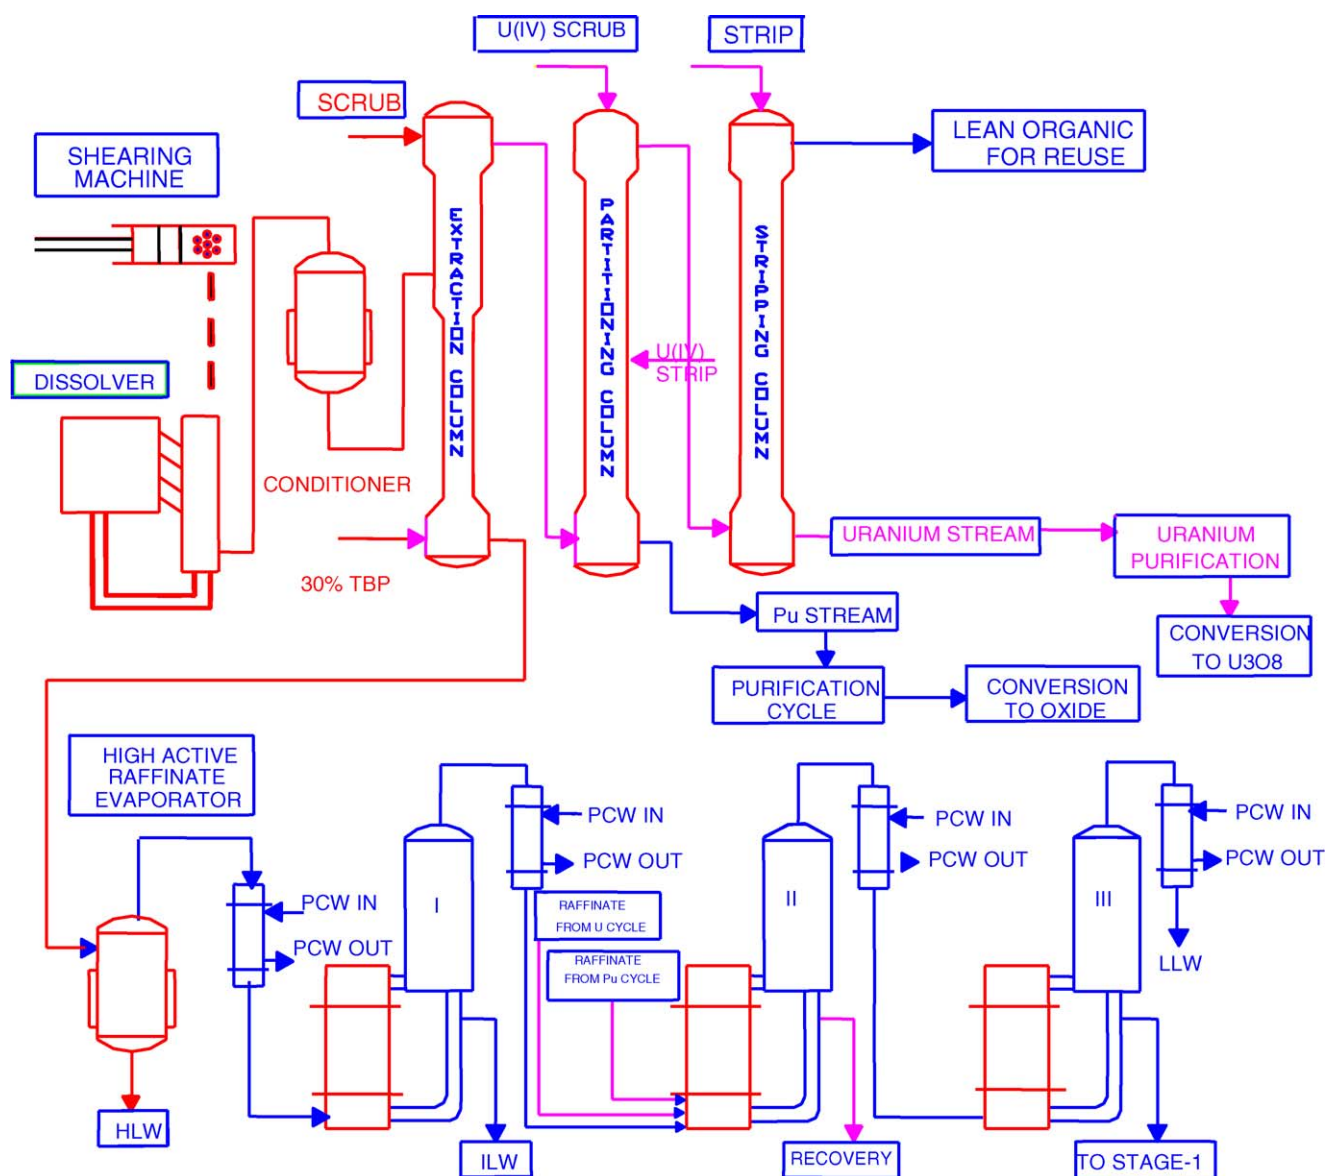 U(IV) SCRUB
STRIP
SCRUB
SHEARING
MACHINE
LEAN ORGANIC
FOR REUSE
EXTRACTION COLUMN
PARTITIONING COLUMN
STRIPPING COLUMN
U(IV)
STRIP
DISSOLVER
CONDITIONER
30% TBP
URANIUM STREAM
URANIUM
PURIFICATION
Pu STREAM
CONVERSION
TO U3O8
PURIFICATION
CYCLE
CONVERSION
TO OXIDE
HIGH ACTIVE
RAFFINATE
EVAPORATOR
PCW IN
PCW OUT
I
PCW IN
PCW OUT
RAFFINATE
FROM U CYCLE
RAFFINATE
FROM Pu CYCLE
II
PCW IN
PCW OUT
III
PCW IN
PCW OUT
LLW
HLW
ILW
RECOVERY
TO STAGE-1